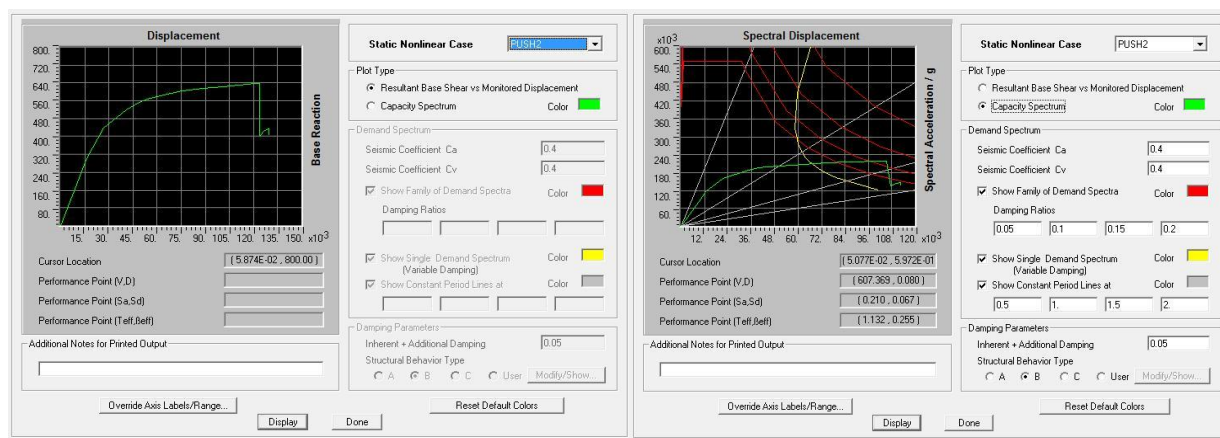 Displacement
800.
720.
640.
560.
480.
400.
320.
240.
160.
80.
15. 30. 45. 60. 75. 90. 105. 120. 135. 150. x10⁻³
Base Reaction
Cursor Location ( 5.874E-02 , 800.00 )
Performance Point (V,D)
Performance Point (Sa,Sd)
Performance Point (Teff,βeff)
Additional Notes for Printed Output
Static Nonlinear Case PUSH2
Plot Type
Resultant Base Shear vs Monitored Displacement
Capacity Spectrum Color
Demand Spectrum
Seismic Coefficient Ca 0.4
Seismic Coefficient Cv 0.4
Show Family of Demand Spectra Color
Damping Ratios
Show Single Demand Spectrum Color
(Variable Damping)
Show Constant Period Lines at Color
Damping Parameters
Inherent + Additional Damping 0.05
Structural Behavior Type
A B C User Modify/Show...
Override Axis Labels/Range...
Reset Default Colors
Display Done
Spectral Displacement
x10³
600.
540.
480.
420.
360.
300.
240.
180.
120.
60.
12. 24. 36. 48. 60. 72. 84. 96. 108. 120. x10⁻³
Spectral Acceleration / g
Cursor Location ( 5.077E-02 , 5.972E-01
Performance Point (V,D) ( 607.369 , 0.080 )
Performance Point (Sa,Sd) ( 0.210 , 0.067 )
Performance Point (Teff,βeff) ( 1.132 , 0.255 )
Additional Notes for Printed Output
Static Nonlinear Case PUSH2
Plot Type
Resultant Base Shear vs Monitored Displacement
Capacity Spectrum Color
Demand Spectrum
Seismic Coefficient Ca 0.4
Seismic Coefficient Cv 0.4
Show Family of Demand Spectra Color
Damping Ratios
0.05 0.1 0.15 0.2
Show Single Demand Spectrum Color
(Variable Damping)
Show Constant Period Lines at Color
0.5 1. 1.5 2.
Damping Parameters
Inherent + Additional Damping 0.05
Structural Behavior Type
A B C User Modify/Show...
Override Axis Labels/Range...
Reset Default Colors
Display Done